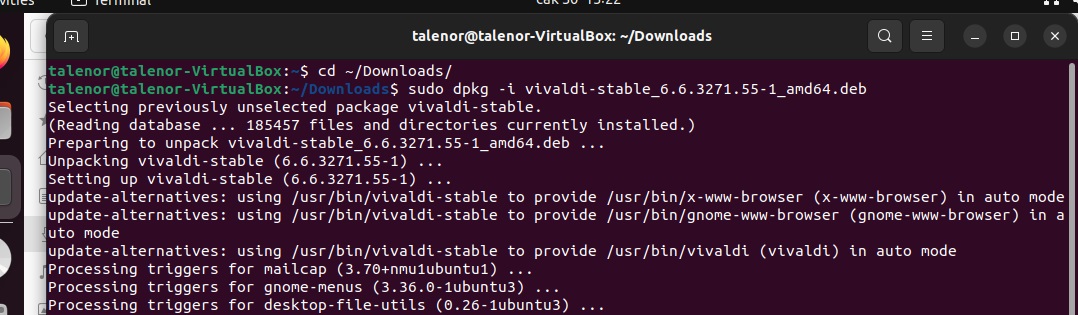 Terminal
talenor@talenor-VirtualBox: ~/Downloads
talenor@talenor-VirtualBox:~$ cd ~/Downloads/
talenor@talenor-VirtualBox:~/Downloads$ sudo dpkg -i vivaldi-stable_6.6.3271.55-1_amd64.deb
Selecting previously unselected package vivaldi-stable.
(Reading database ... 185457 files and directories currently installed.)
Preparing to unpack vivaldi-stable_6.6.3271.55-1_amd64.deb ...
Unpacking vivaldi-stable (6.6.3271.55-1) ...
Setting up vivaldi-stable (6.6.3271.55-1) ...
update-alternatives: using /usr/bin/vivaldi-stable to provide /usr/bin/x-www-browser (x-www-browser) in auto mode
update-alternatives: using /usr/bin/vivaldi-stable to provide /usr/bin/gnome-www-browser (gnome-www-browser) in a
uto mode
update-alternatives: using /usr/bin/vivaldi-stable to provide /usr/bin/vivaldi (vivaldi) in auto mode
Processing triggers for mailcap (3.70+nmu1ubuntu1) ...
Processing triggers for gnome-menus (3.36.0-1ubuntu3) ...
Processing triggers for desktop-file-utils (0.26-1ubuntu3) ...